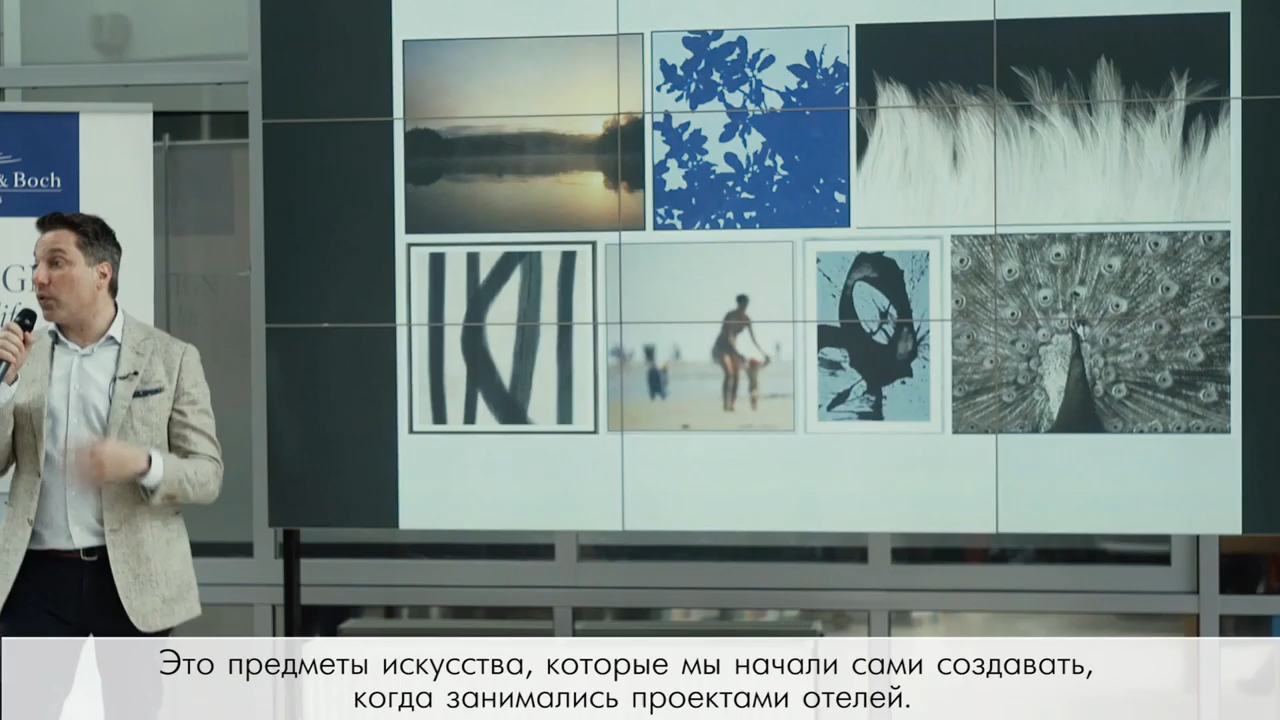 & Boch
Это предметы искусства, которые мы начали сами создавать,
когда занимались проектами отелей.